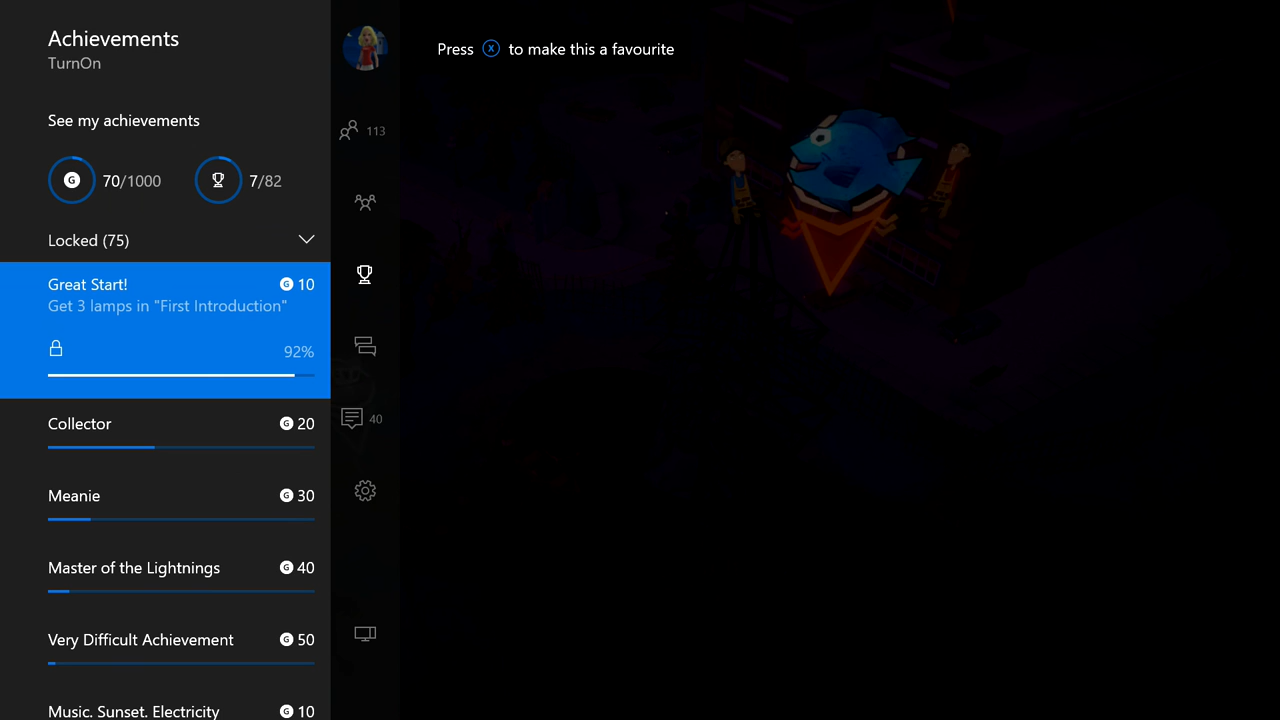 Achievements
TurnOn
See my achievements
G 70/1000 7/82
Locked (75)
Great Start! G 10
Get 3 lamps in "First Introduction"
92%
Collector G 20
Meanie G 30
Master of the Lightnings G 40
Very Difficult Achievement G 50
Music. Sunset. Electricity G 10
113
40
Press X to make this a favourite